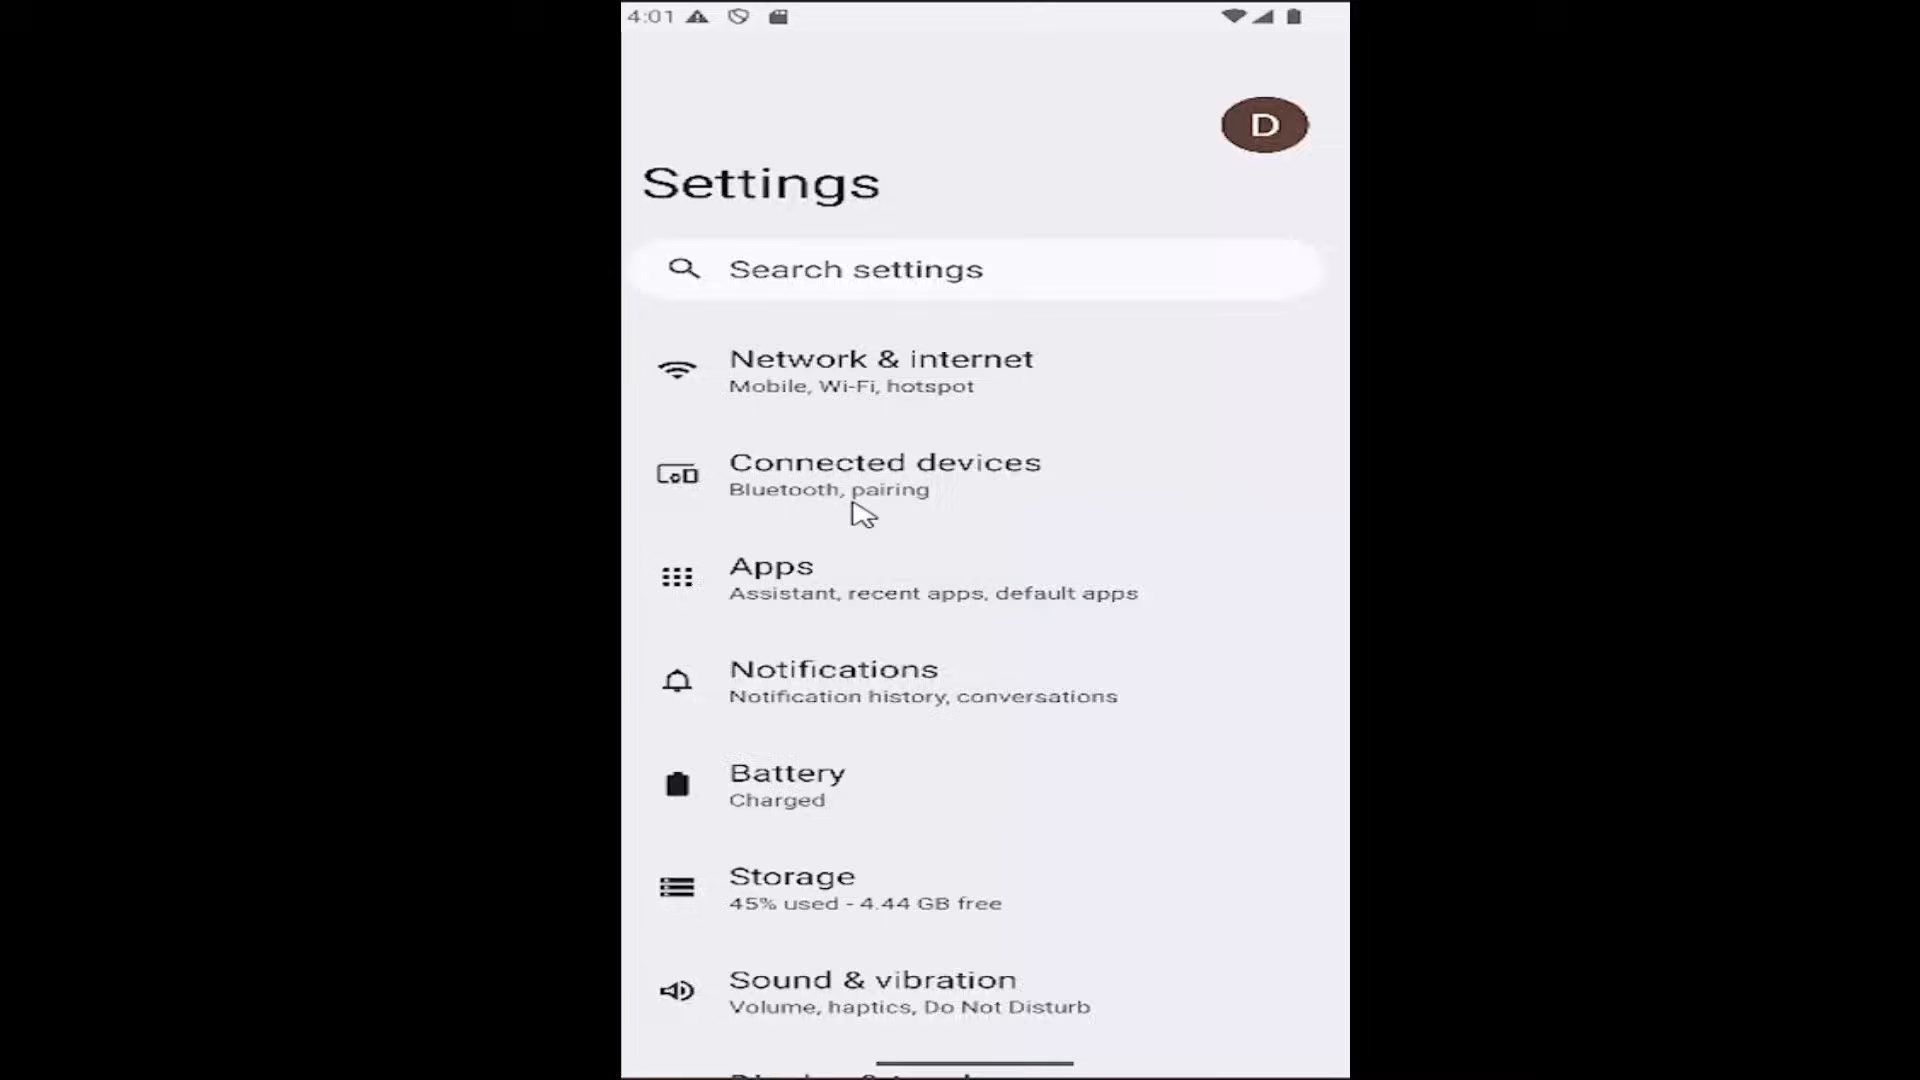 4:01
D
Settings
Search settings
Network & internet
Mobile, Wi-Fi, hotspot
Connected devices
Bluetooth, pairing
Apps
Assistant, recent apps, default apps
Notifications
Notification history, conversations
Battery
Charged
Storage
45% used - 4.44 GB free
Sound & vibration
Volume, haptics, Do Not Disturb